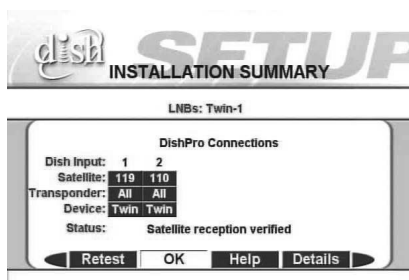 dish SETUP
INSTALLATION SUMMARY
LNBs: Twin-1
DishPro Connections
Dish Input: 1 2
Satellite: 119 110
Transponder: All All
Device: Twin Twin
Status: Satellite reception verified
Retest OK Help Details